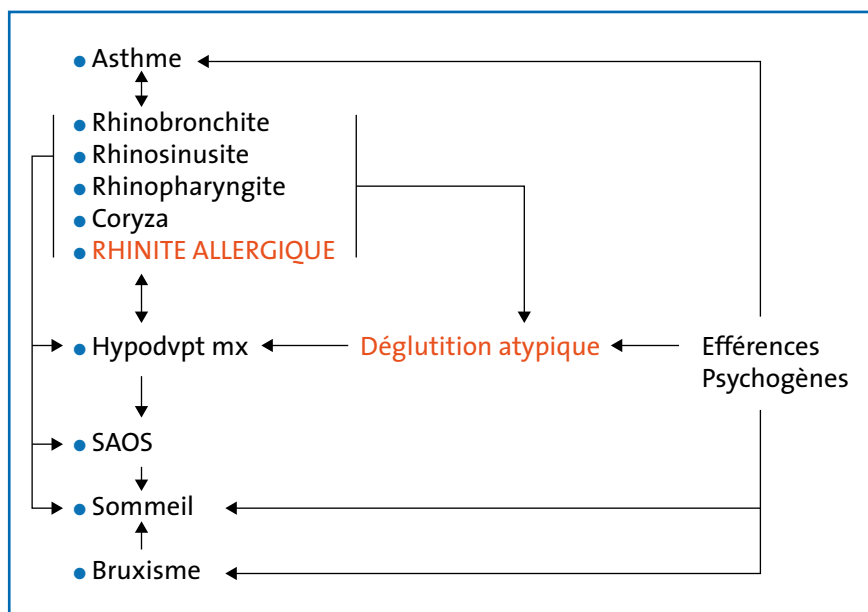 • Asthme
• Rhinobronchite
• Rhinosinusite
• Rhinopharyngite
• Coryza
• RHINITE ALLERGIQUE
• Hypodvpt mx
Déglutition atypique
Efférences
Psychogènes
• SAOS
• Sommeil
• Bruxisme